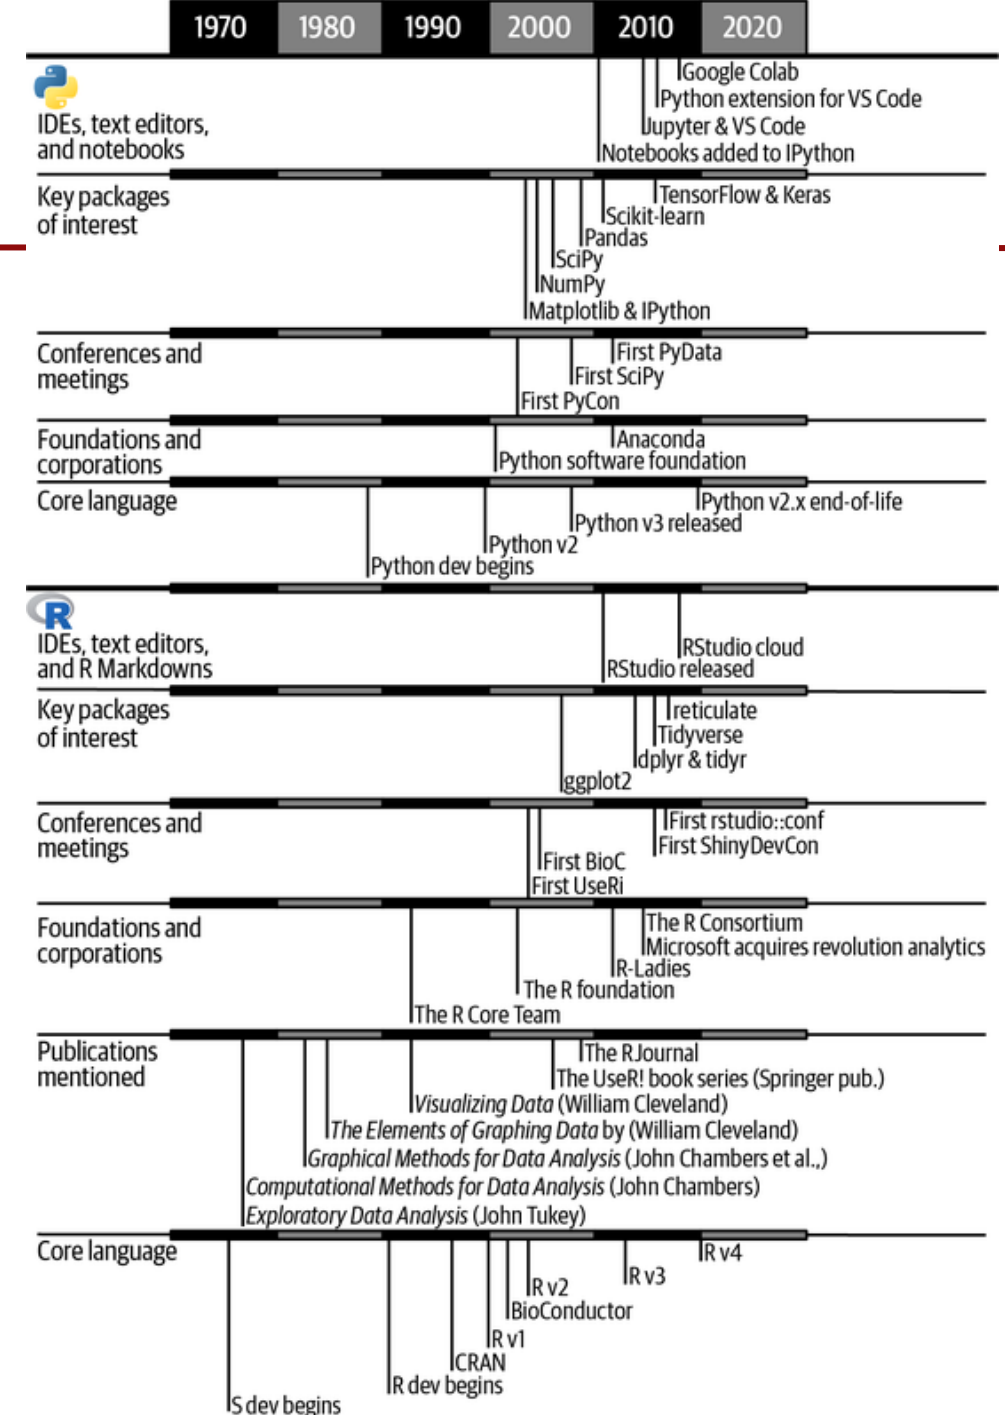 1970 1980 1990 2000 2010 2020
Google Colab
Python extension for VS Code
IDEs, text editors,
Jupyter & VS Code
and notebooks
Notebooks added to IPython
Key packages
TensorFlow & Keras
of interest
Scikit-learn
Pandas
SciPy
NumPy
Matplotlib & IPython
Conferences and
First PyData
meetings
First SciPy
First PyCon
Foundations and
Anaconda
corporations
Python software foundation
Core language
Python v2.x end-of-life
Python v3 released
Python v2
Python dev begins
R
IDEs, text editors,
RStudio cloud
and R Markdowns
RStudio released
Key packages
reticulate
of interest
Tidyverse
dplyr & tidyr
ggplot2
Conferences and
First rstudio::conf
meetings
First ShinyDevCon
First BioC
First UseRi
Foundations and
The R Consortium
corporations
Microsoft acquires revolution analytics
R-Ladies
The R foundation
The R Core Team
Publications
The RJournal
mentioned
The UseR! book series (Springer pub.)
Visualizing Data (William Cleveland)
The Elements of Graphing Data by (William Cleveland)
Graphical Methods for Data Analysis (John Chambers et al.,)
Computational Methods for Data Analysis (John Chambers)
Exploratory Data Analysis (John Tukey)
Core language
R v4
R v3
R v2
BioConductor
R v1
CRAN
R dev begins
S dev begins